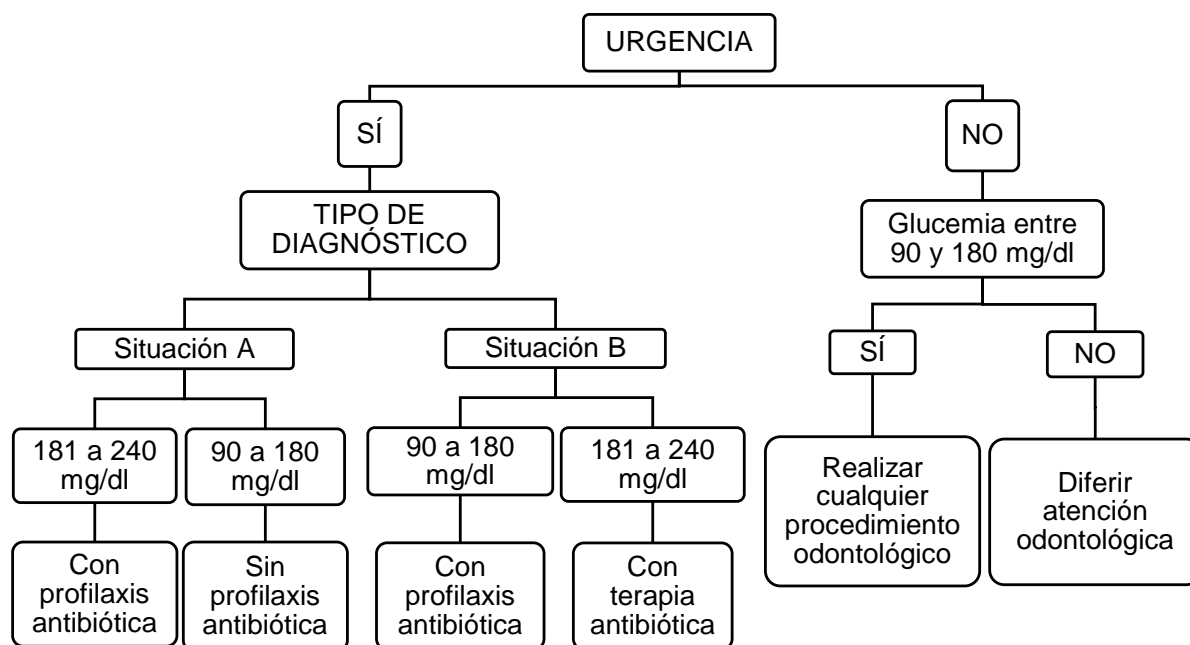 URGENCIA
SÍ
NO
TIPO DE
DIAGNÓSTICO
Glucemia entre
90 y 180 mg/dl
Situación A
Situación B
SÍ
NO
181 a 240
mg/dl
90 a 180
mg/dl
90 a 180
mg/dl
181 a 240
mg/dl
Realizar
cualquier
procedimiento
odontológico
Diferir
atención
odontológica
Con
profilaxis
antibiótica
Sin
profilaxis
antibiótica
Con
profilaxis
antibiótica
Con
terapia
antibiótica